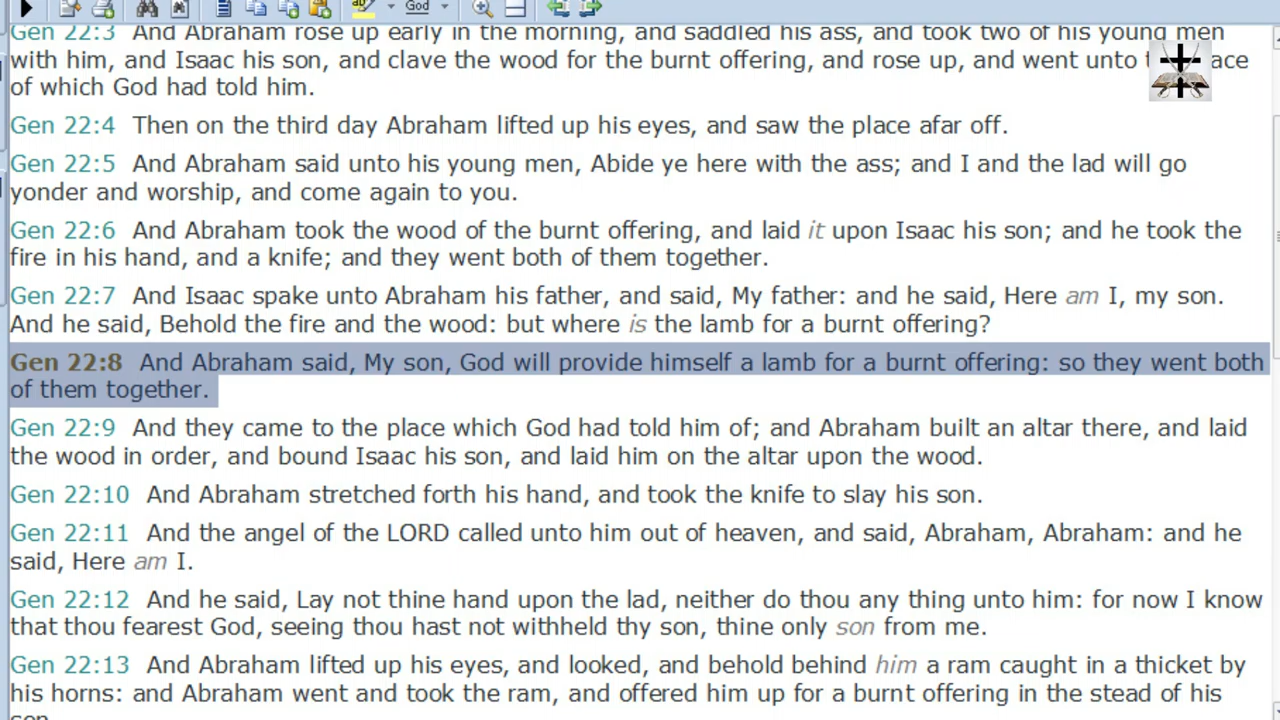 God
Gen 22:3 And Abraham rose up early in the morning, and saddled his ass, and took two of his young men
with him, and Isaac his son, and clave the wood for the burnt offering, and rose up, and went unto
of which God had told him.
Gen 22:4 Then on the third day Abraham lifted up his eyes, and saw the place afar off.
Gen 22:5 And Abraham said unto his young men, Abide ye here with the ass; and I and the lad will go
yonder and worship, and come again to you.
Gen 22:6 And Abraham took the wood of the burnt offering, and laid it upon Isaac his son; and he took the
fire in his hand, and a knife; and they went both of them together.
Gen 22:7 And Isaac spake unto Abraham his father, and said, My father: and he said, Here am I, my son.
And he said, Behold the fire and the wood: but where is the lamb for a burnt offering?
Gen 22:8 And Abraham said, My son, God will provide himself a lamb for a burnt offering: so they went both
of them together.
Gen 22:9 And they came to the place which God had told him of; and Abraham built an altar there, and laid
the wood in order, and bound Isaac his son, and laid him on the altar upon the wood.
Gen 22:10 And Abraham stretched forth his hand, and took the knife to slay his son.
Gen 22:11 And the angel of the LORD called unto him out of heaven, and said, Abraham, Abraham: and he
said, Here am I.
Gen 22:12 And he said, Lay not thine hand upon the lad, neither do thou any thing unto him: for now I know
that thou fearest God, seeing thou hast not withheld thy son, thine only son from me.
Gen 22:13 And Abraham lifted up his eyes, and looked, and behold behind him a ram caught in a thicket by
his horns: and Abraham went and took the ram, and offered him up for a burnt offering in the stead of his
son.